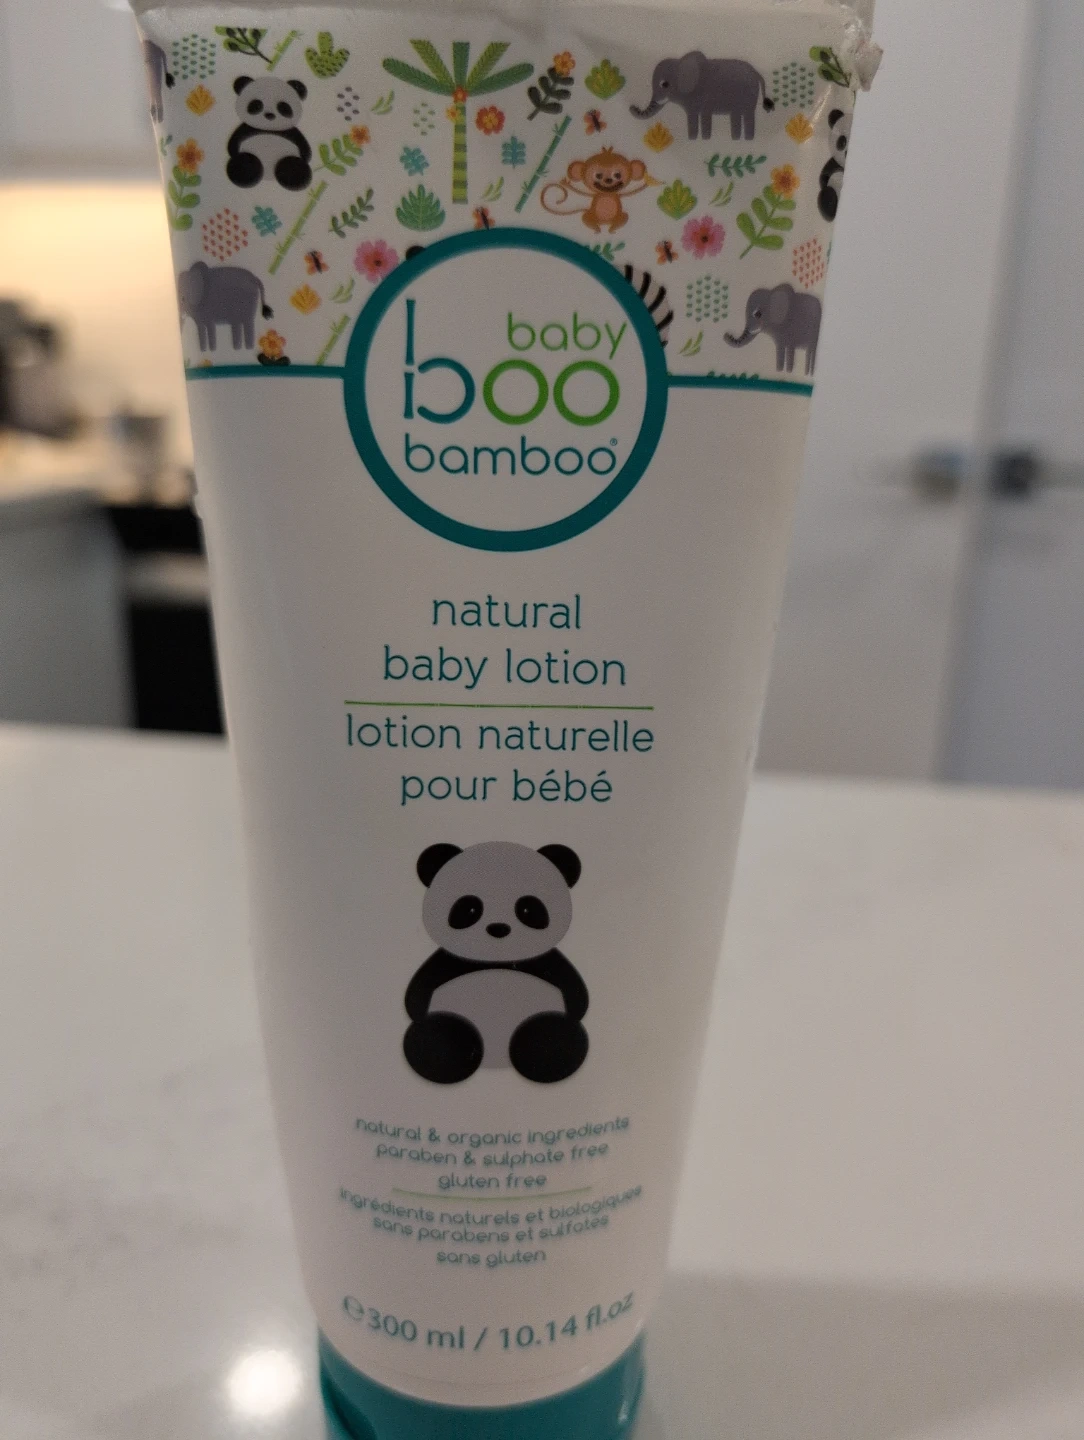 baby
boo
bamboo®
natural
baby lotion
lotion naturelle
pour bébé
natural & organic ingredients
paraben & sulphate free
gluten free
ingrédients naturels et biologiques
sans parabens et sulfates
sans gluten
℮300 ml / 10.14 fl.oz